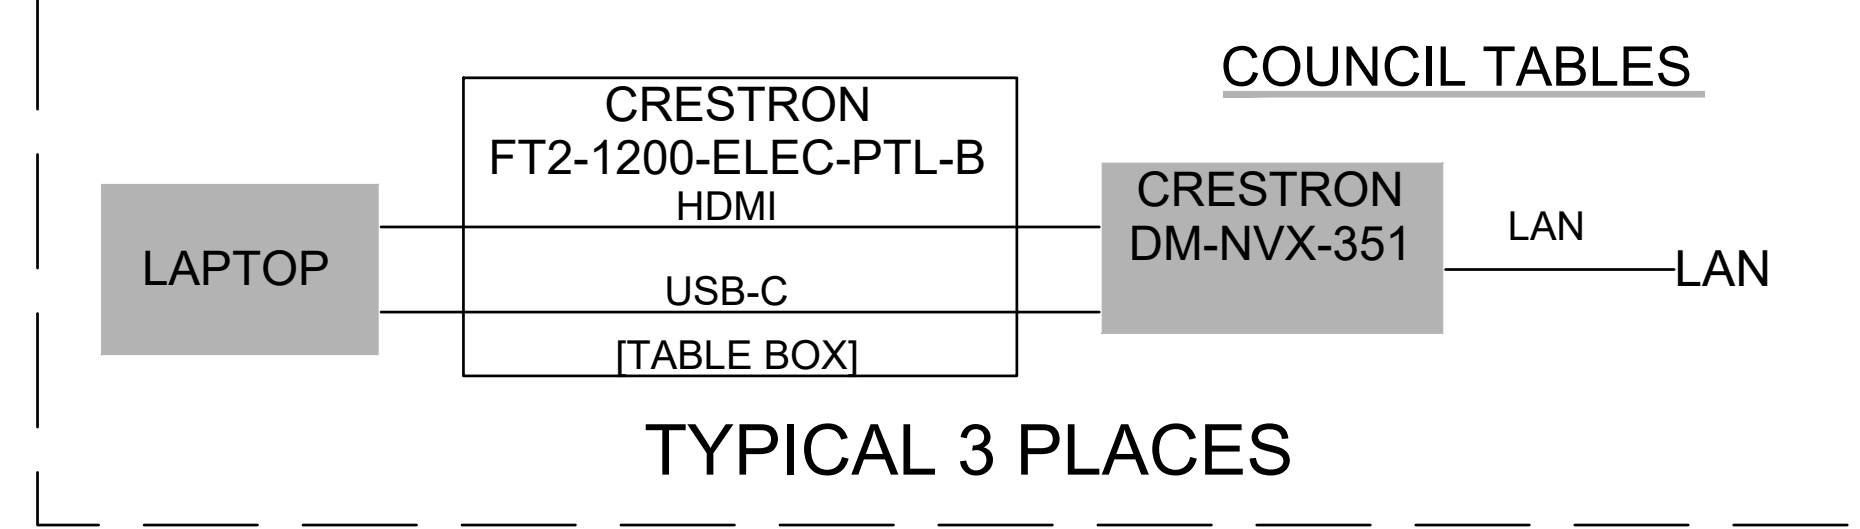 COUNCIL TABLES
CRESTRON
FT2-1200-ELEC-PTL-B
HDMI
USB-C
[TABLE BOX]
LAPTOP
CRESTRON
DM-NVX-351
LAN
LAN
TYPICAL 3 PLACES